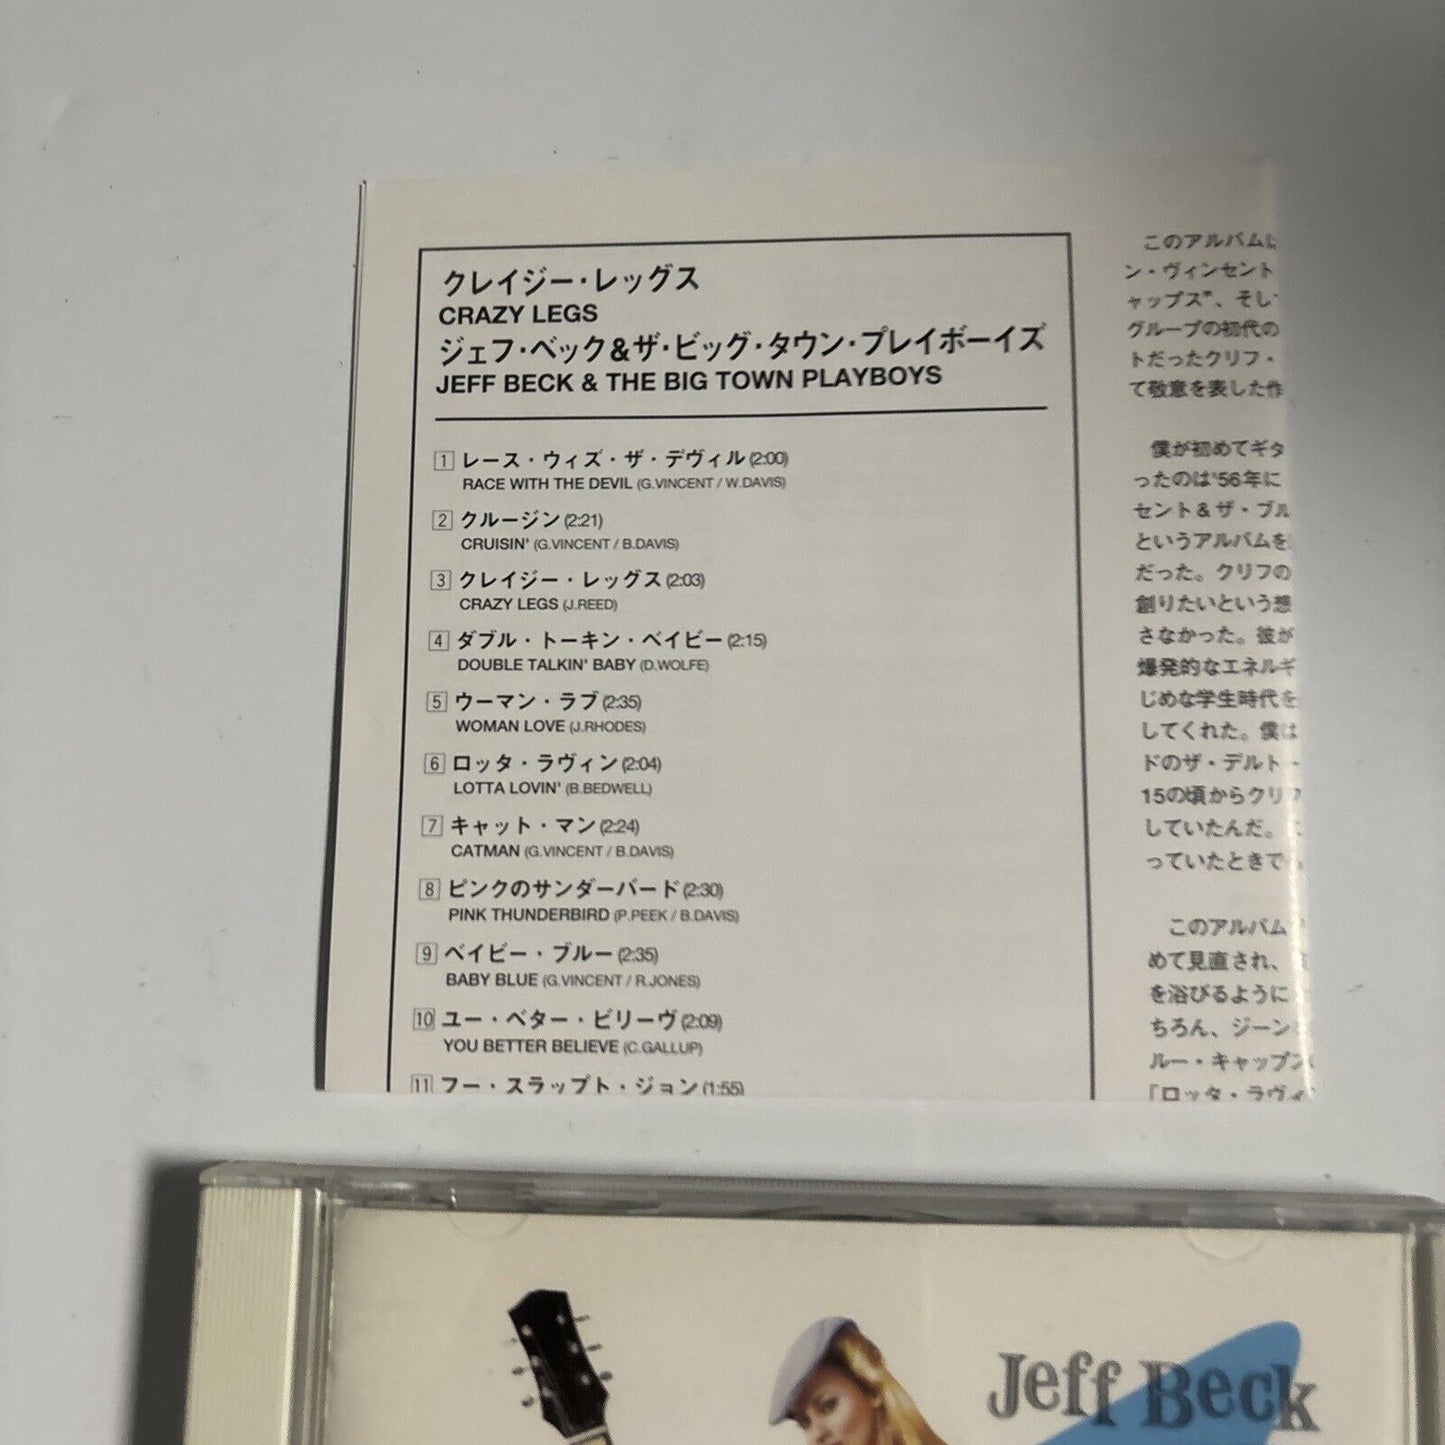 クレイジー・レッグス
CRAZY LEGS
ジェフ・ベック&ザ・ビッグ・タウン・プレイボーイズ
JEFF BECK & THE BIG TOWN PLAYBOYS
1 レース・ウィズ・ザ・デヴィル (2:00)
RACE WITH THE DEVIL (G.VINCENT / W.DAVIS)
2 クルージン (2:21)
CRUISIN' (G.VINCENT / B.DAVIS)
3 クレイジー・レッグス (2:03)
CRAZY LEGS (J.REED)
4 ダブル・トーキン・ベイビー (2:15)
DOUBLE TALKIN' BABY (D.WOLFE)
5 ウーマン・ラブ (2:35)
WOMAN LOVE (J.RHODES)
6 ロッタ・ラヴィン (2:04)
LOTTA LOVIN' (B.BEDWELL)
7 キャット・マン (2:24)
CATMAN (G.VINCENT / B.DAVIS)
8 ピンクのサンダーバード (2:30)
PINK THUNDERBIRD (P.PEEK / B.DAVIS)
9 ベイビー・ブルー (2:35)
BABY BLUE (G.VINCENT / R.JONES)
10 ユー・ベター・ビリーヴ (2:09)
YOU BETTER BELIEVE (C.GALLUP)
11 フー・スラップト・ジョン (1:55)
このアルバムに
ン・ヴィンセント
ャップス"、そし
グループの初代の
トだったクリフ・
て敬意を表した作
僕が初めてギタ
ったのは'56年に
セント&ザ・ブル
というアルバムを
だった。クリフの
創りたいという想
さなかった。彼が
爆発的なエネルギ
じめな学生時代を
してくれた。僕は
ドのザ・デルトー
15の頃からクリフ
していたんだ。
っていたときで
このアルバム
めて見直され、
を浴びるように
ちろん、ジーン
ルー・キャップス
「ロッタ・ラヴィ
Jeff Beck